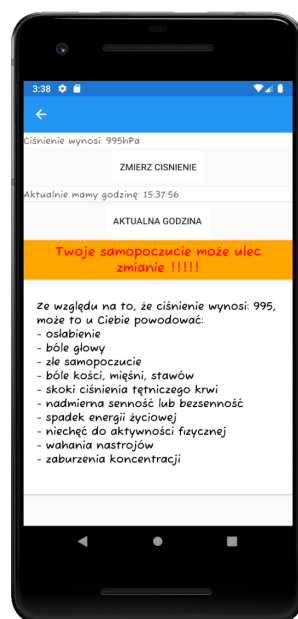 3:38
Ciśnienie wynosi: 995hPa
ZMIERZ CISNIENIE
Aktualnie mamy godzinę: 15:37:56
AKTUALNA GODZINA
Twoje samopoczucie może ulec
zmianie !!!!!
Ze względu na to, że ciśnienie wynosi: 995,
może to u Ciebie powodować:
- osłabienie
- bóle głowy
- złe samopoczucie
- bóle kości, mięśni, stawów
- skoki ciśnienia tętniczego krwi
- nadmierna senność lub bezsenność
- spadek energii życiowej
- niechęć do aktywności fizycznej
- wahania nastrojów
- zaburzenia koncentracji